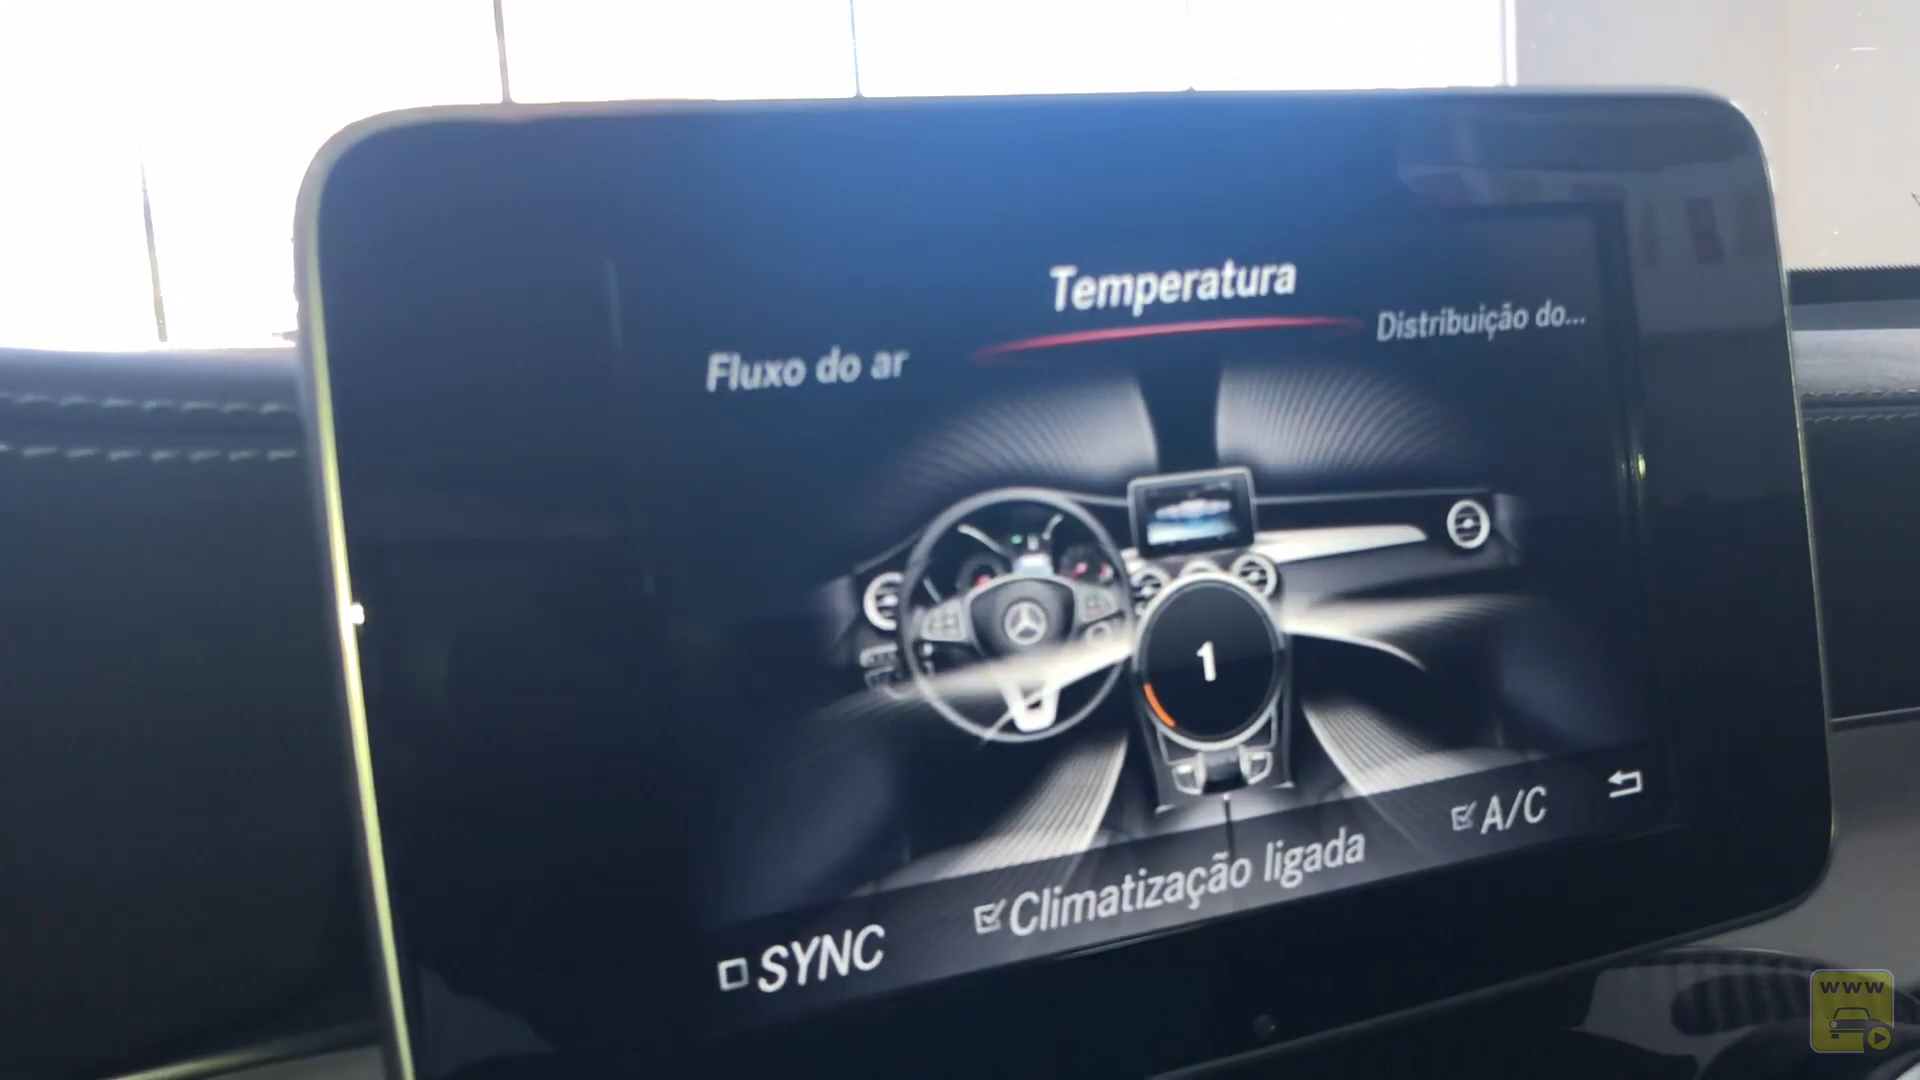 Temperatura
Fluxo do ar
Distribuição do...
1
SYNC
Climatização ligada
A/C
www